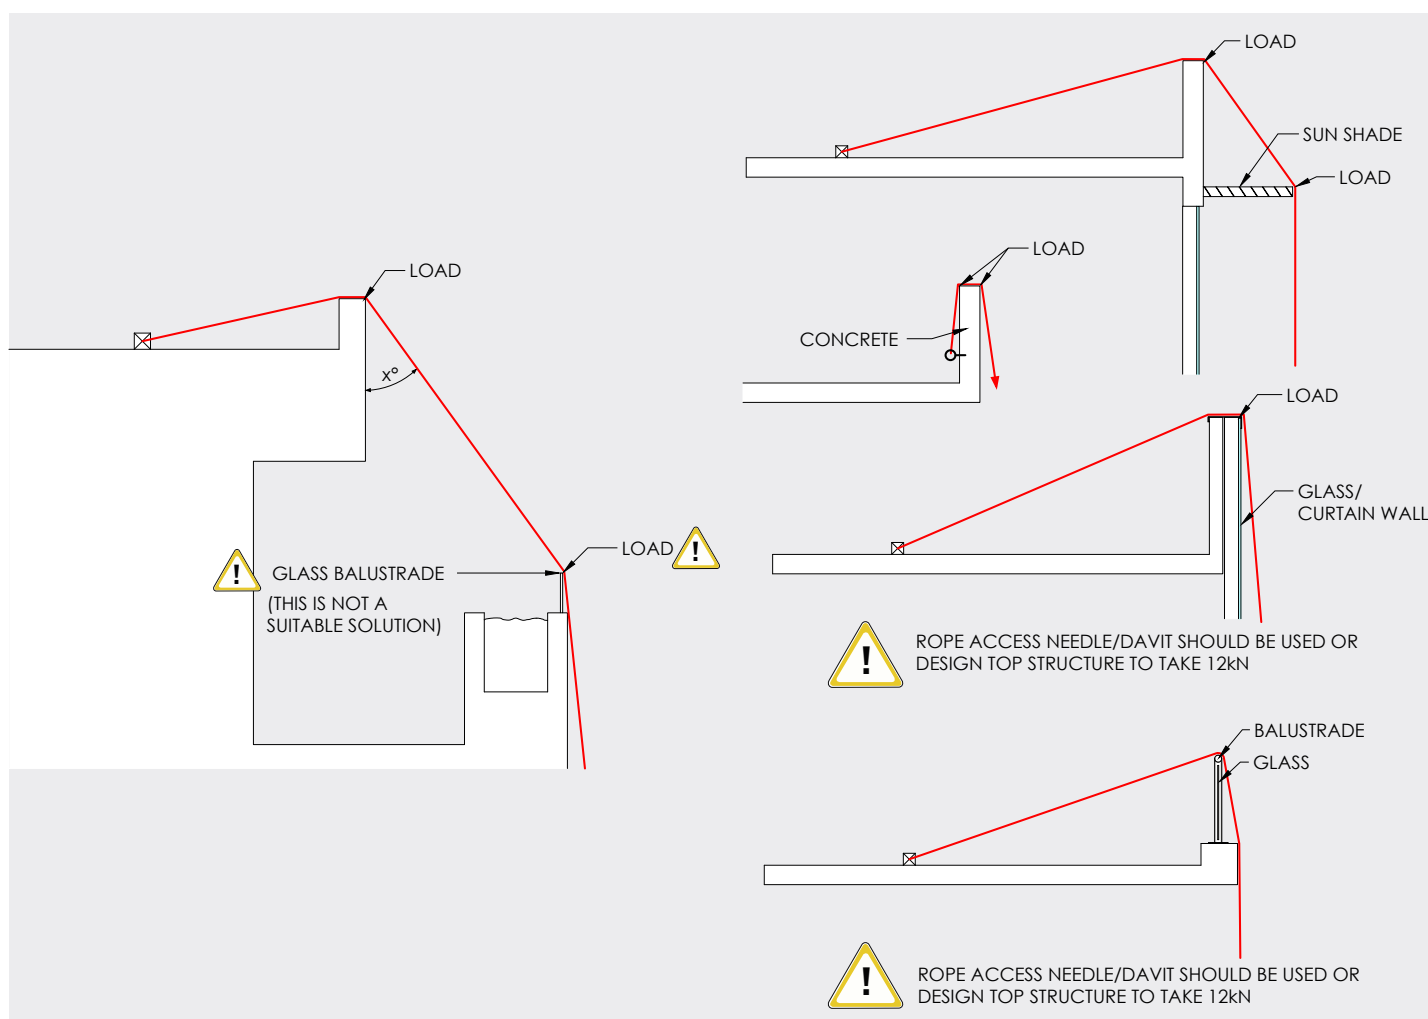 LOAD
X°
LOAD
GLASS BALUSTRADE
(THIS IS NOT A
SUITABLE SOLUTION)
LOAD
SUN SHADE
LOAD
LOAD
CONCRETE
LOAD
GLASS/
CURTAIN WALL
ROPE ACCESS NEEDLE/DAVIT SHOULD BE USED OR
DESIGN TOP STRUCTURE TO TAKE 12kN
BALUSTRADE
GLASS
ROPE ACCESS NEEDLE/DAVIT SHOULD BE USED OR
DESIGN TOP STRUCTURE TO TAKE 12kN